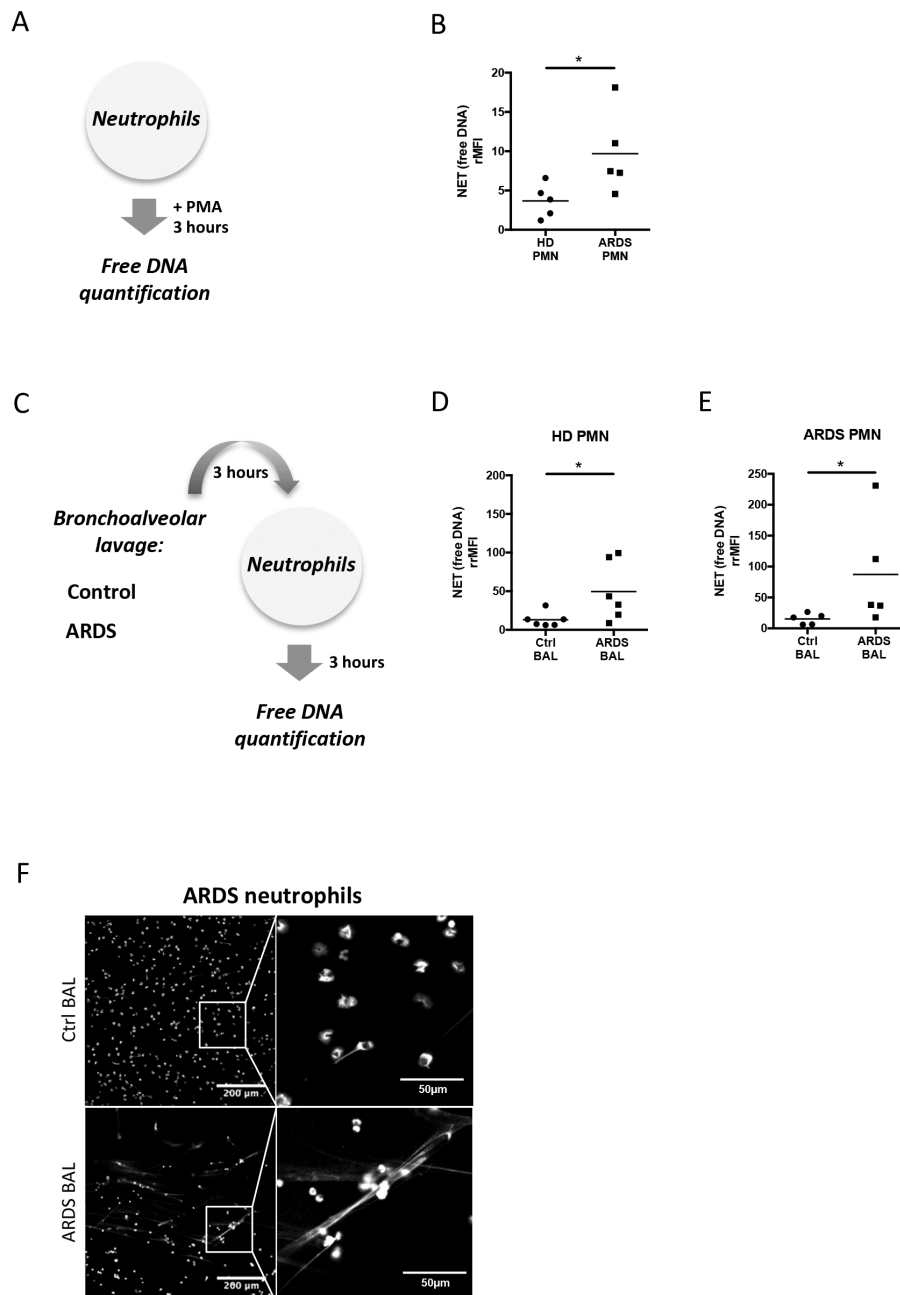 A
Neutrophils
+ PMA
3 hours
Free DNA
quantification
B
NET (free DNA)
rMFI
20
15
10
5
0
*
HD
PMN
ARDS
PMN
C
3 hours
Bronchoalveolar
lavage:
Control
ARDS
Neutrophils
3 hours
Free DNA
quantification
D
HD PMN
NET (free DNA)
rrMFI
200
150
100
50
0
*
Ctrl
BAL
ARDS
BAL
E
ARDS PMN
NET (free DNA)
rrMFI
250
200
150
100
50
0
*
Ctrl
BAL
ARDS
BAL
F
ARDS neutrophils
Ctrl BAL
200 µm
50µm
ARDS BAL
200 µm
50µm